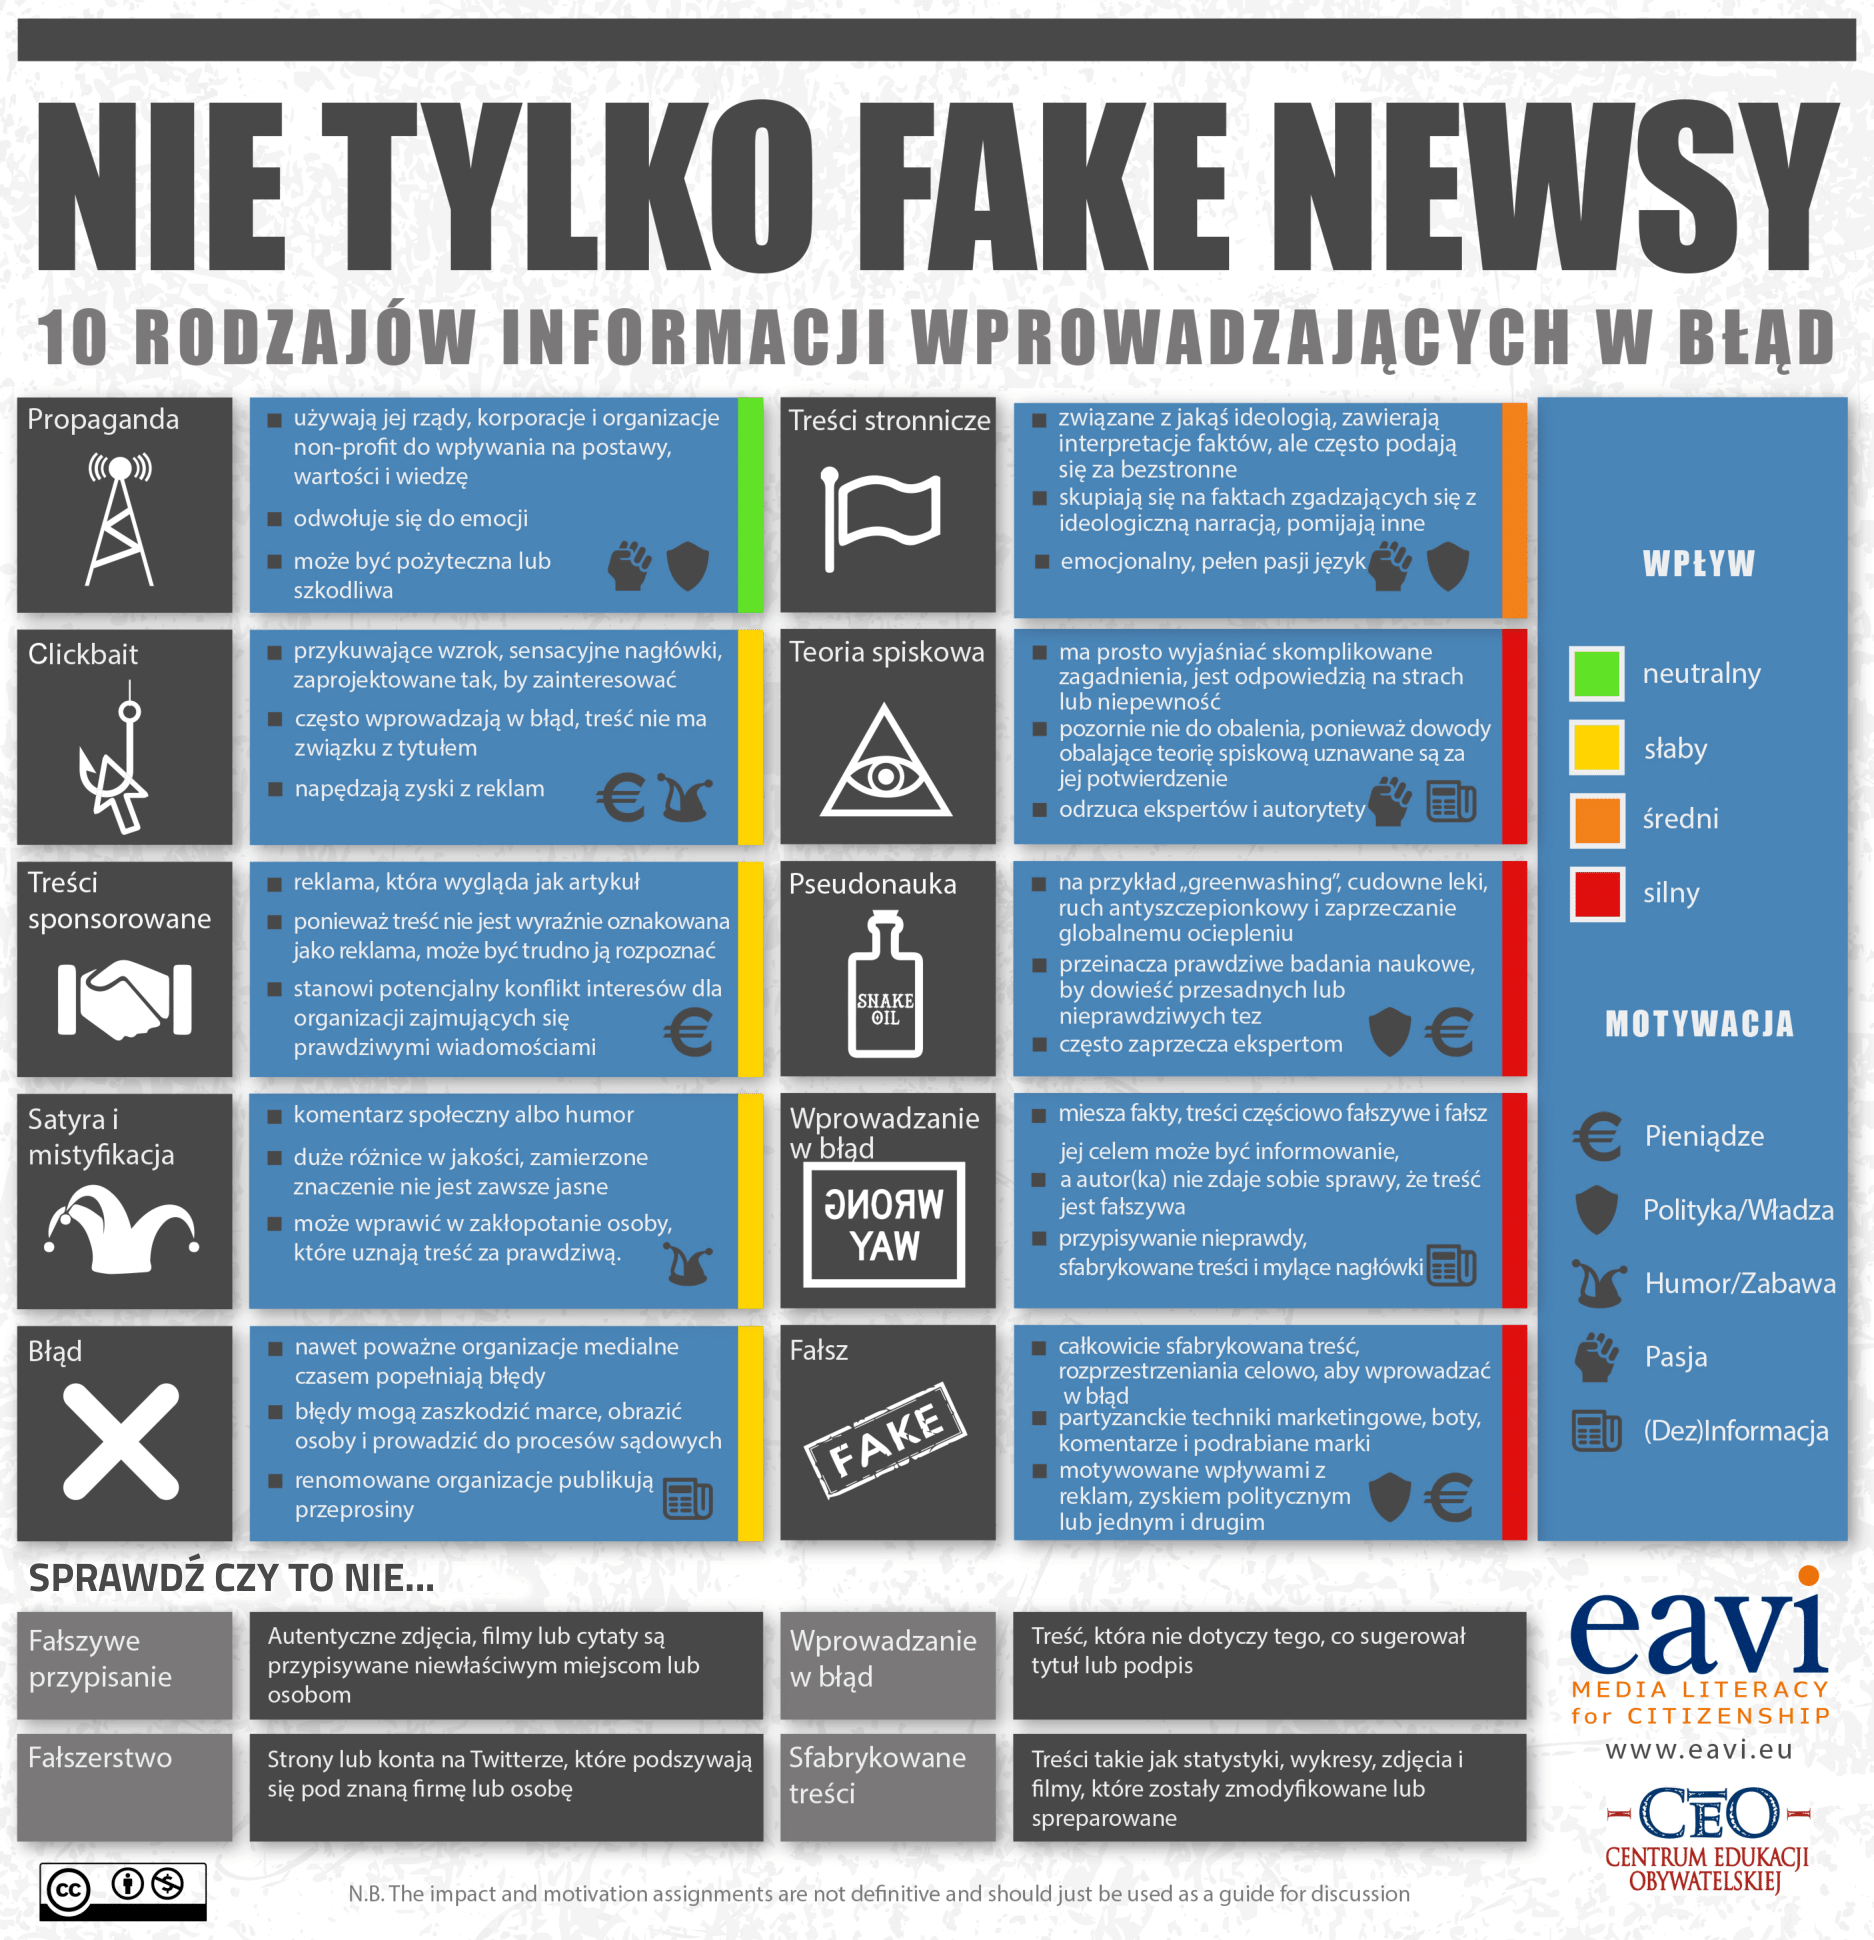 NIE TYLKO FAKE NEWSY
10 RODZAJÓW INFORMACJI WPROWADZAJĄCYCH W BŁĄD
Propaganda
używają jej rządy, korporacje i organizacje
non-profit do wpływania na postawy,
wartości i wiedzę
odwołuje się do emocji
może być pożyteczna lub
szkodliwa
Clickbait
przykuwające wzrok, sensacyjne nagłówki,
zaprojektowane tak, by zainteresować
często wprowadzają w błąd, treść nie ma
związku z tytułem
napędzają zyski z reklam
Treści
sponsorowane
reklama, która wygląda jak artykuł
ponieważ treść nie jest wyraźnie oznakowana
jako reklama, może być trudno ją rozpoznać
stanowi potencjalny konflikt interesów dla
organizacji zajmujących się
prawdziwymi wiadomościami
Satyra i
mistyfikacja
komentarz społeczny albo humor
duże różnice w jakości, zamierzone
znaczenie nie jest zawsze jasne
może wprawić w zakłopotanie osoby,
które uznają treść za prawdziwą.
Błąd
nawet poważne organizacje medialne
czasem popełniają błędy
błędy mogą zaszkodzić marce, obrazić
osoby i prowadzić do procesów sądowych
renomowane organizacje publikują
przeprosiny
Treści stronnicze
związane z jakąś ideologią, zawierają
interpretacje faktów, ale często podają
się za bezstronne
skupiają się na faktach zgadzających się z
ideologiczną narracją, pomijają inne
emocjonalny, pełen pasji język
Teoria spiskowa
ma prosto wyjaśniać skomplikowane
zagadnienia, jest odpowiedzią na strach
lub niepewność
pozornie nie do obalenia, ponieważ dowody
obalające teorię spiskową uznawane są za
jej potwierdzenie
odrzuca ekspertów i autorytety
Pseudonauka
SNAKE
OIL
na przykład „greenwashing”, cudowne leki,
ruch antyszczepionkowy i zaprzeczanie
globalnemu ociepleniu
przeinacza prawdziwe badania naukowe,
by dowieść przesadnych lub
nieprawdziwych tez
często zaprzecza ekspertom
Wprowadzanie
w błąd
WRONG
WAY
miesza fakty, treści częściowo fałszywe i fałsz
jej celem może być informowanie,
a autor(ka) nie zdaje sobie sprawy, że treść
jest fałszywa
przypisywanie nieprawdy,
sfabrykowane treści i mylące nagłówki
Fałsz
FAKE
całkowicie sfabrykowana treść,
rozprzestrzeniania celowo, aby wprowadzać
w błąd
partyzanckie techniki marketingowe, boty,
komentarze i podrabiane marki
motywowane wpływami z
reklam, zyskiem politycznym
lub jednym i drugim
WPŁYW
neutralny
słaby
średni
silny
MOTYWACJA
Pieniądze
Polityka/Władza
Humor/Zabawa
Pasja
(Dez)Informacja
SPRAWDŹ CZY TO NIE...
Fałszywe
przypisanie
Autentyczne zdjęcia, filmy lub cytaty są
przypisywane niewłaściwym miejscom lub
osobom
Wprowadzanie
w błąd
Treść, która nie dotyczy tego, co sugerował
tytuł lub podpis
Fałszerstwo
Strony lub konta na Twitterze, które podszywają
się pod znaną firmę lub osobę
Sfabrykowane
treści
Treści takie jak statystyki, wykresy, zdjęcia i
filmy, które zostały zmodyfikowane lub
spreparowane
eavi
MEDIA LITERACY
for CITIZENSHIP
www.eavi.eu
CEO
CENTRUM EDUKACJI
OBYWATELSKIEJ
cc
N.B. The impact and motivation assignments are not definitive and should just be used as a guide for discussion